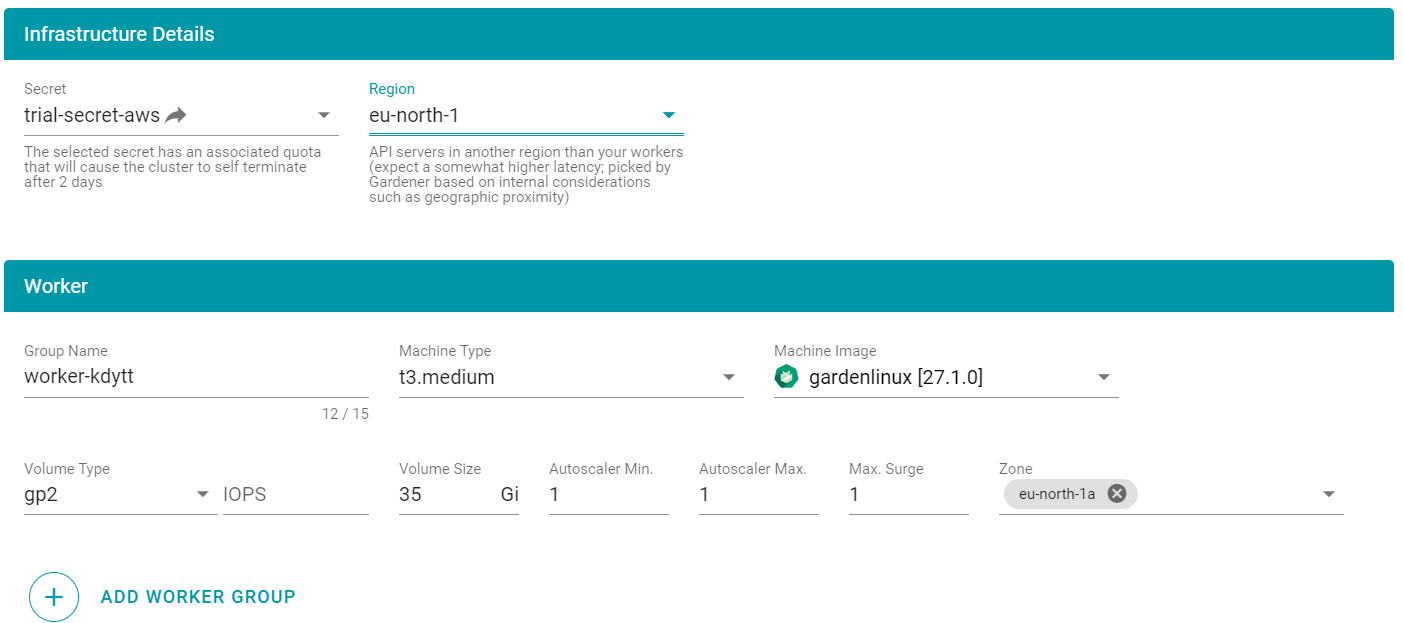 Infrastructure Details
Secret
trial-secret-aws
The selected secret has an associated quota
that will cause the cluster to self terminate
after 2 days
Region
eu-north-1
API servers in another region than your workers
(expect a somewhat higher latency; picked by
Gardener based on internal considerations
such as geographic proximity)
Worker
Group Name
worker-kdytt
12 / 15
Machine Type
t3.medium
Machine Image
gardenlinux [27.1.0]
Volume Type
gp2
IOPS
Volume Size
35 Gi
Autoscaler Min.
1
Autoscaler Max.
1
Max. Surge
1
Zone
eu-north-1a
ADD WORKER GROUP